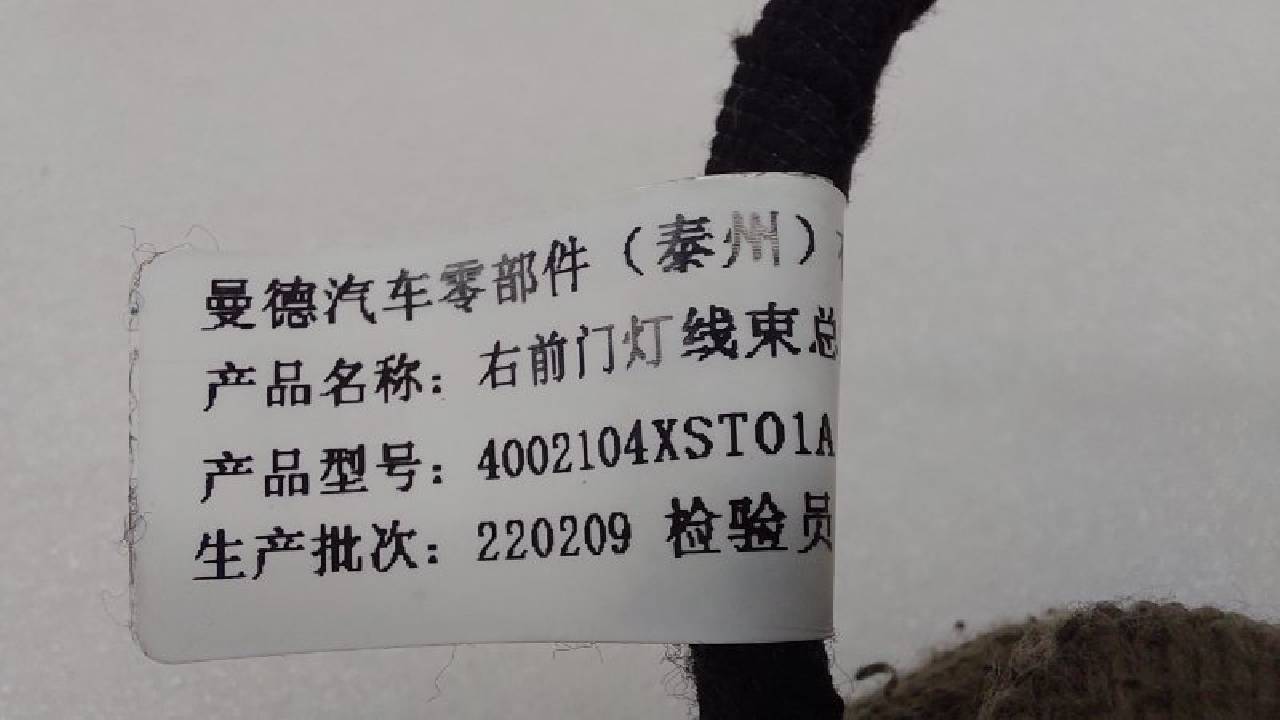 曼德汽车零部件（泰州）
产品名称：右前门灯线束总
产品型号：4002104XST01A
生产批次：220209 检验员